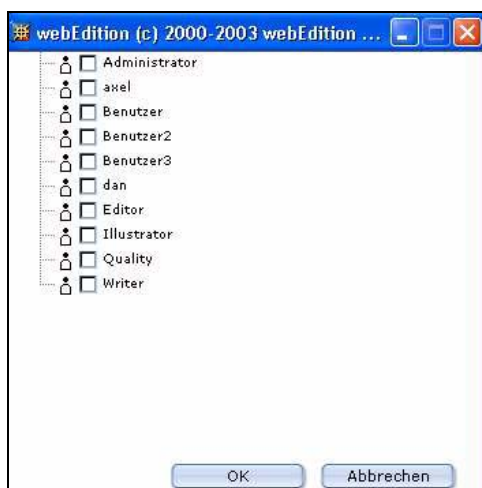 webEdition (c) 2000-2003 webEdition ...
Administrator
axel
Benutzer
Benutzer2
Benutzer3
dan
Editor
Illustrator
Quality
Writer
OK Abbrechen